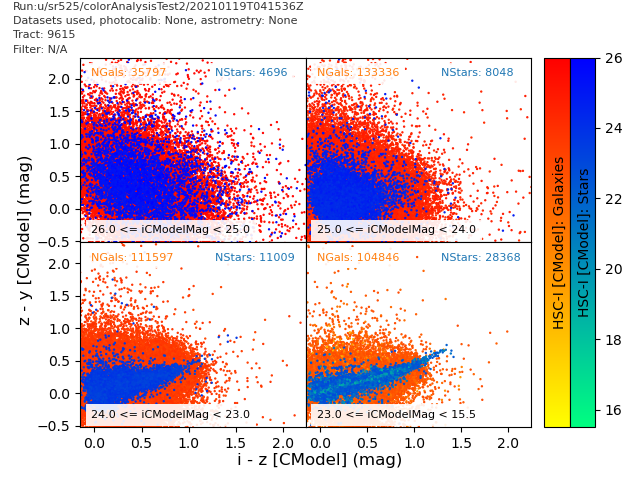 Run:u/sr525/colorAnalysisTest2/20210119T041536Z
Datasets used, photocalib: None, astrometry: None
Tract: 9615
Filter: N/A
NGals: 35797 NStars: 4696
26.0 <= iCModelMag < 25.0
NGals: 133336 NStars: 8048
25.0 <= iCModelMag < 24.0
NGals: 111597 NStars: 11009
24.0 <= iCModelMag < 23.0
NGals: 104846 NStars: 28368
23.0 <= iCModelMag < 15.5
2.0
1.5
1.0
0.5
0.0
−0.5
2.0
1.5
1.0
0.5
0.0
−0.5
z - y [CModel] (mag)
0.0 0.5 1.0 1.5 2.0 0.0 0.5 1.0 1.5 2.0
i - z [CModel] (mag)
HSC-I [CModel]: Galaxies
HSC-I [CModel]: Stars
26
24
22
20
18
16